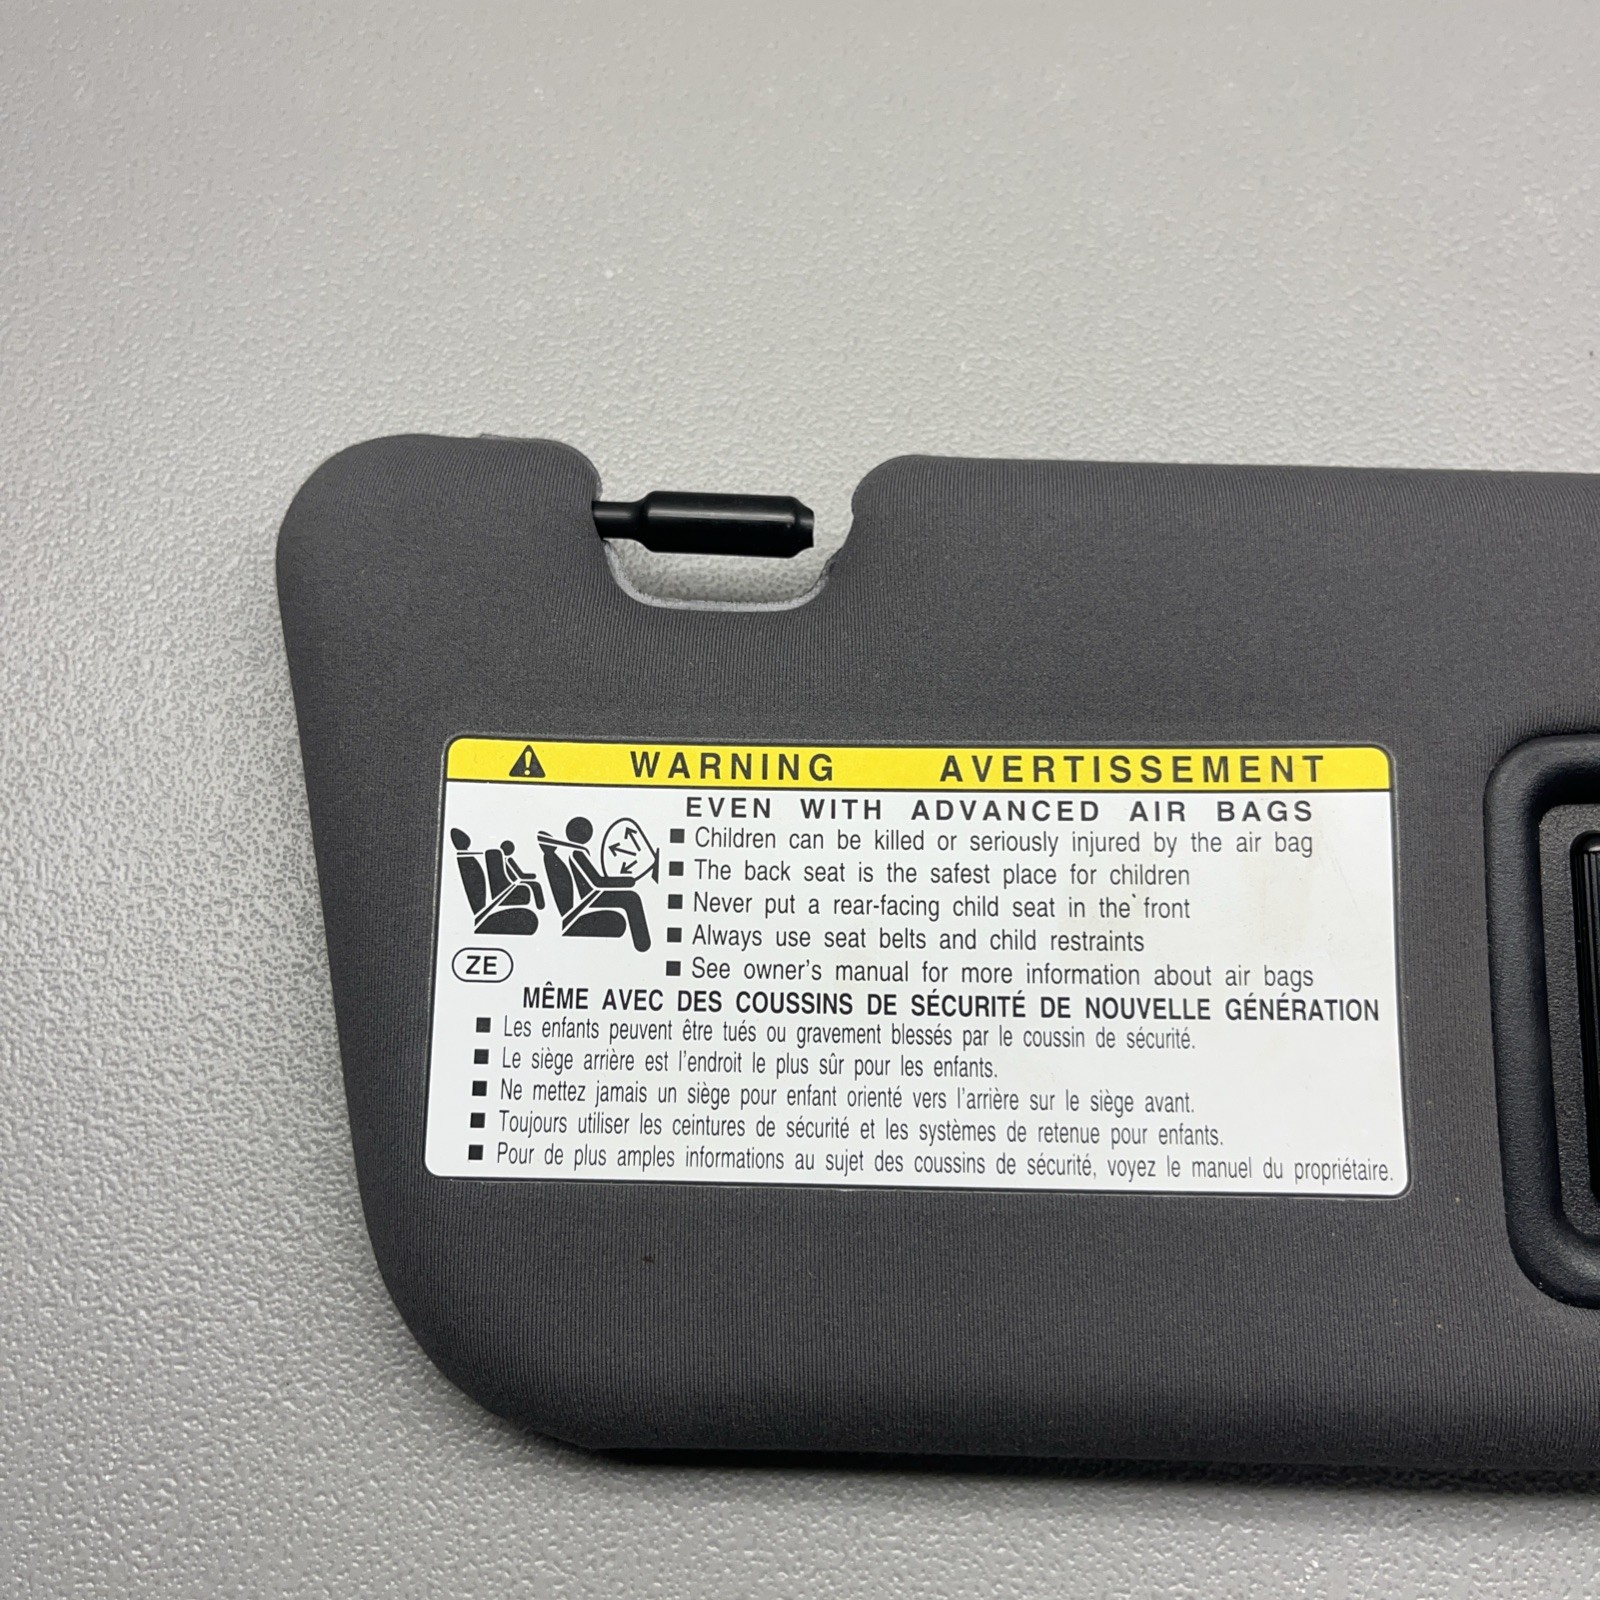 WARNING AVERTISSEMENT
EVEN WITH ADVANCED AIR BAGS
■ Children can be killed or seriously injured by the air bag
■ The back seat is the safest place for children
■ Never put a rear-facing child seat in the front
■ Always use seat belts and child restraints
■ See owner's manual for more information about air bags
ZE
MÊME AVEC DES COUSSINS DE SÉCURITÉ DE NOUVELLE GÉNÉRATION
■ Les enfants peuvent être tués ou gravement blessés par le coussin de sécurité.
■ Le siège arrière est l'endroit le plus sûr pour les enfants.
■ Ne mettez jamais un siège pour enfant orienté vers l'arrière sur le siège avant.
■ Toujours utiliser les ceintures de sécurité et les systèmes de retenue pour enfants.
■ Pour de plus amples informations au sujet des coussins de sécurité, voyez le manuel du propriétaire.